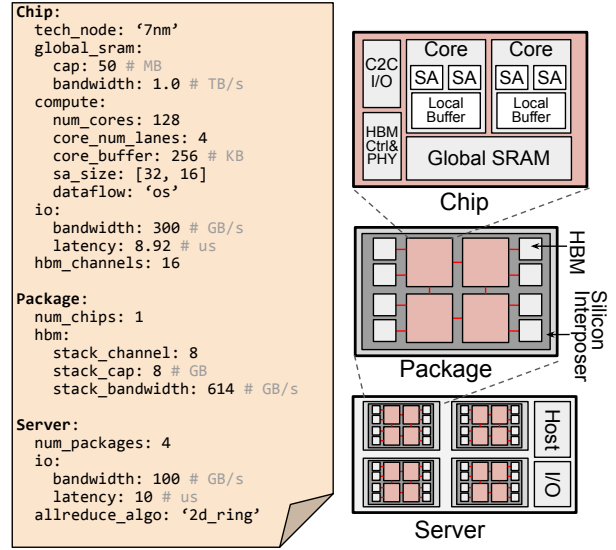 Chip:
tech_node: ‘7nm’
global_sram:
cap: 50 # MB
bandwidth: 1.0 # TB/s
compute:
num_cores: 128
core_num_lanes: 4
core_buffer: 256 # KB
sa_size: [32, 16]
dataflow: ‘os’
io:
bandwidth: 300 # GB/s
latency: 8.92 # us
hbm_channels: 16
Package:
num_chips: 1
hbm:
stack_channel: 8
stack_cap: 8 # GB
stack_bandwidth: 614 # GB/s
Server:
num_packages: 4
io:
bandwidth: 100 # GB/s
latency: 10 # us
allreduce_algo: ‘2d_ring’
C2C
I/O
HBM
Ctrl&
PHY
Core
SA SA
Local
Buffer
Core
SA SA
Local
Buffer
Global SRAM
Chip
HBM
Silicon
Interposer
Package
Host
I/O
Server